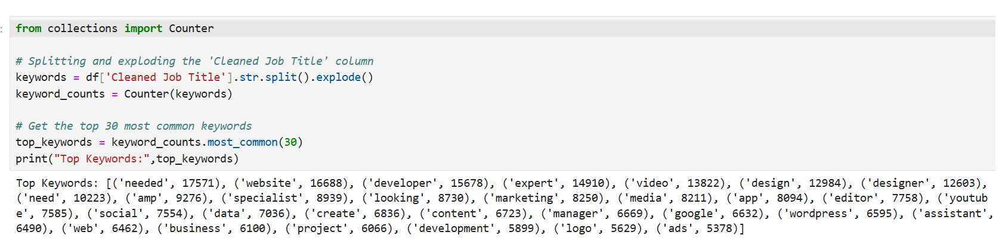 :
from collections import Counter
# Splitting and exploding the 'Cleaned Job Title' column
keywords = df['Cleaned Job Title'].str.split().explode()
keyword_counts = Counter(keywords)
# Get the top 30 most common keywords
top_keywords = keyword_counts.most_common(30)
print("Top Keywords:",top_keywords)
Top Keywords: [('needed', 17571), ('website', 16688), ('developer', 15678), ('expert', 14910), ('video', 13822), ('design', 12984), ('designer', 12603),
('need', 10223), ('amp', 9276), ('specialist', 8939), ('looking', 8730), ('marketing', 8250), ('media', 8211), ('app', 8094), ('editor', 7758), ('youtub
e', 7585), ('social', 7554), ('data', 7036), ('create', 6836), ('content', 6723), ('manager', 6669), ('google', 6632), ('wordpress', 6595), ('assistant',
6490), ('web', 6462), ('business', 6100), ('project', 6066), ('development', 5899), ('logo', 5629), ('ads', 5378)]